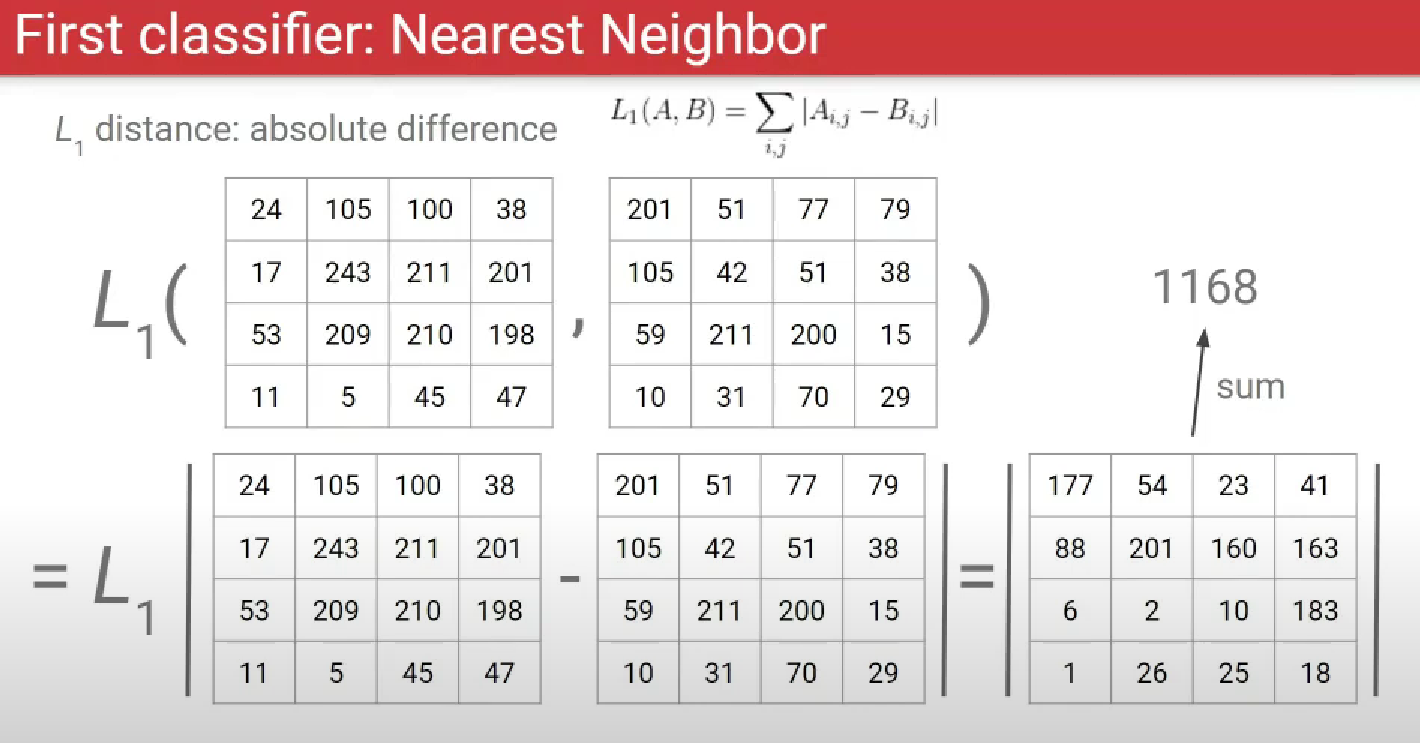 First classifier: Nearest Neighbor
L₁ distance: absolute difference
L₁(A, B) = ∑ |Aᵢ,ⱼ − Bᵢ,ⱼ|
i,j
L₁(
24 105 100 38
17 243 211 201
53 209 210 198
11 5 45 47
,
201 51 77 79
105 42 51 38
59 211 200 15
10 31 70 29
)
1168
sum
= L₁ |
24 105 100 38
17 243 211 201
53 209 210 198
11 5 45 47
-
201 51 77 79
105 42 51 38
59 211 200 15
10 31 70 29
| = |
177 54 23 41
88 201 160 163
6 2 10 183
1 26 25 18
|